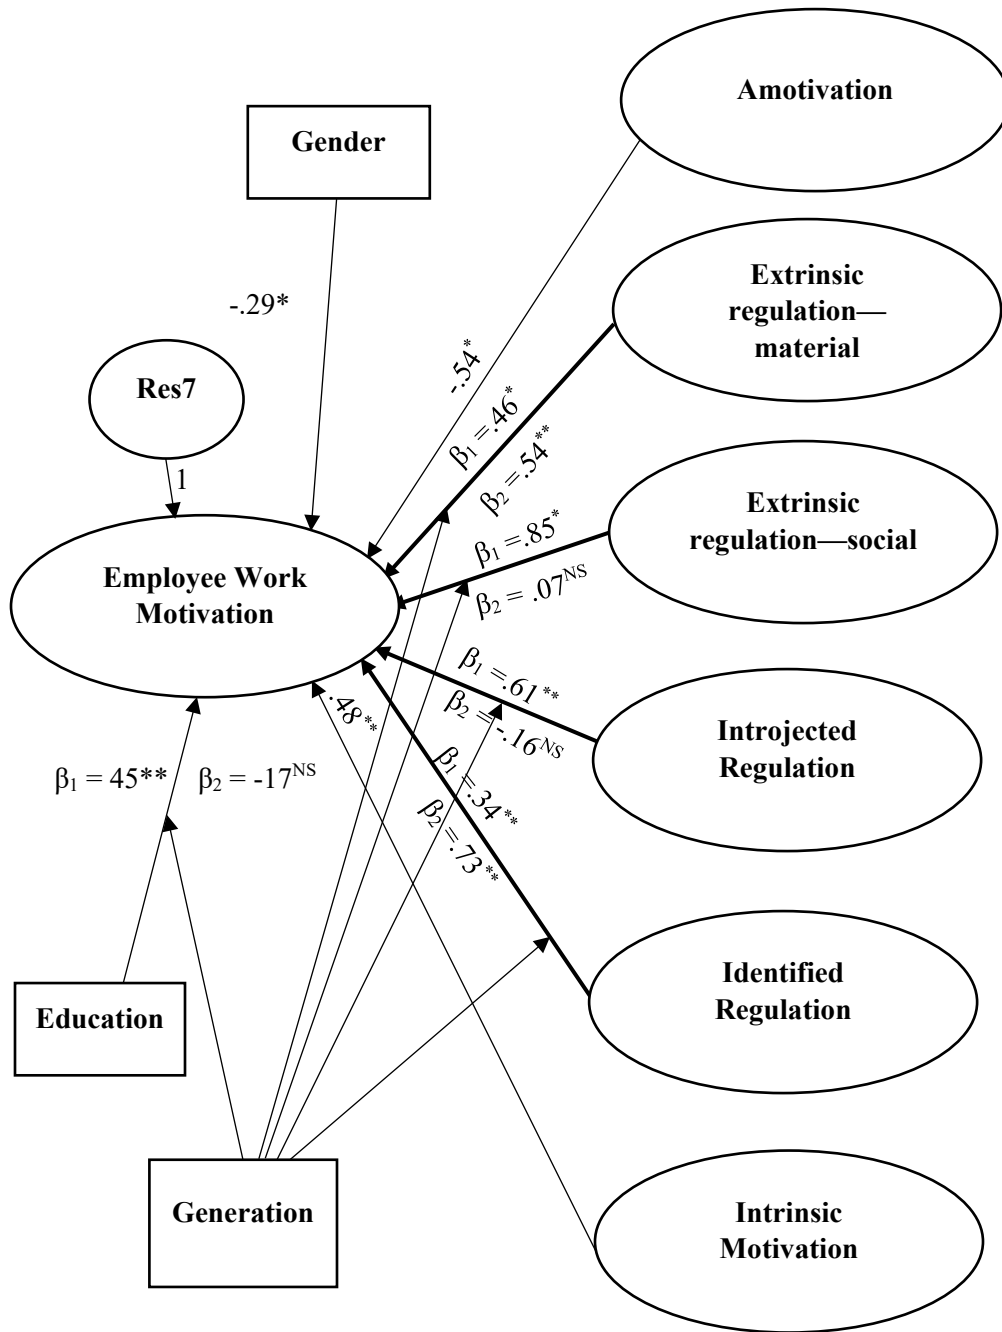 Amotivation
Gender
Extrinsic
regulation—
material
-.29*
-.54*
Res7
β₁ =.46*
β₂ =.54**
1
Extrinsic
regulation—social
β₁ =.85*
β₂ = .07ᴺˢ
Employee Work
Motivation
β₁ =.61**
β₂ = -.16ᴺˢ
.48**
Introjected
Regulation
β₁ = 45**
β₂ = -17ᴺˢ
β₁ =.34**
β₂ =.73**
Identified
Regulation
Education
Generation
Intrinsic
Motivation